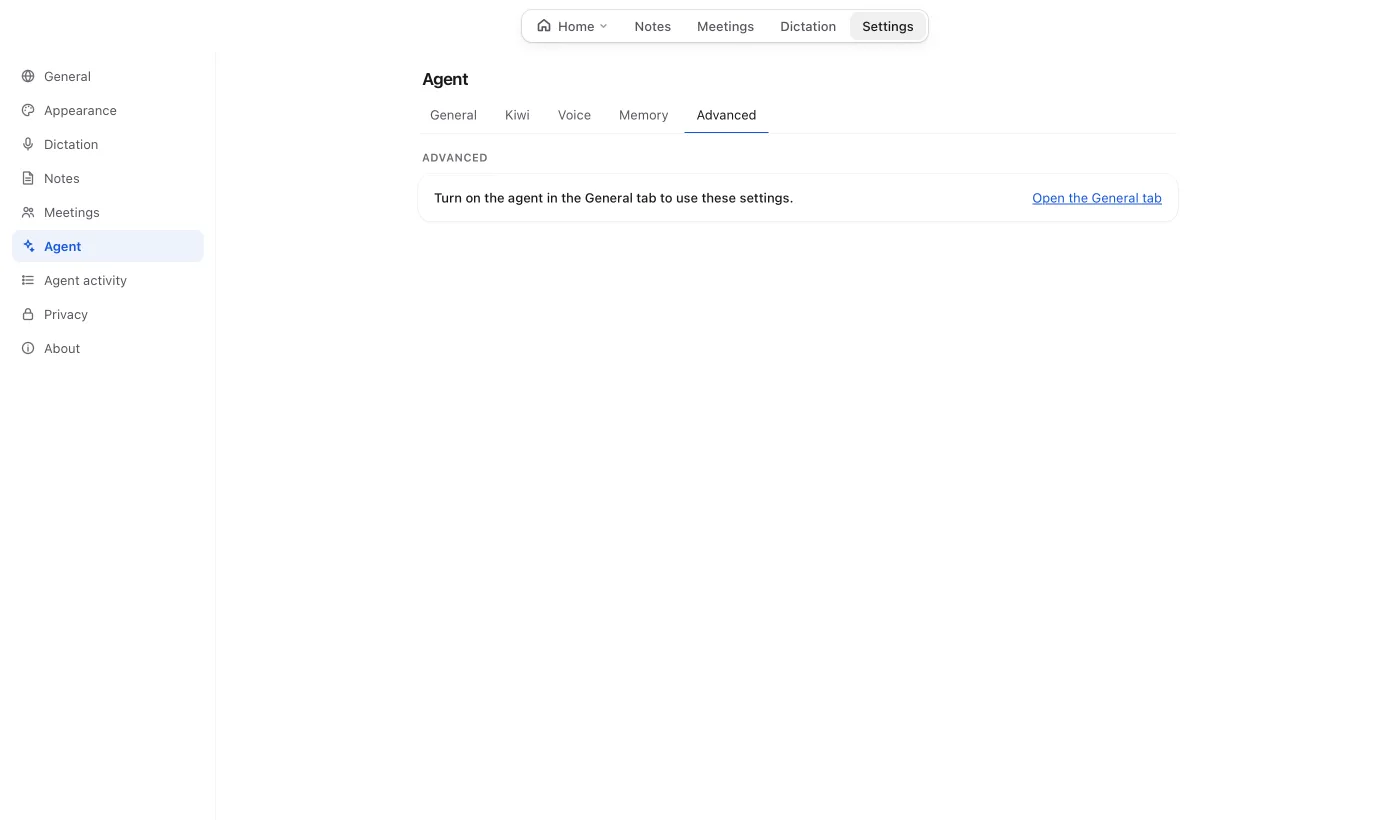 Home
Notes
Meetings
Dictation
Settings
General
Appearance
Dictation
Notes
Meetings
Agent
Agent activity
Privacy
About
Agent
General
Kiwi
Voice
Memory
Advanced
ADVANCED
Turn on the agent in the General tab to use these settings.
Open the General tab